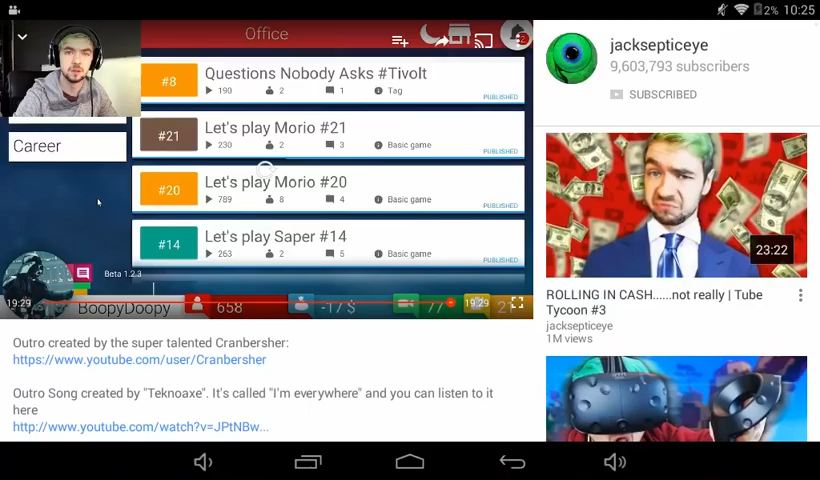 2% 10:25
Office
#8 Questions Nobody Asks #Tivolt
190 2 1 Tag
PUBLISHED
#21 Let's play Morio #21
230 2 3 Basic game
PUBLISHED
Career
#20 Let's play Morio #20
789 8 4 Basic game
PUBLISHED
#14 Let's play Saper #14
263 2 5 Basic game
Beta 1.2.3
19:29 19:29
BoopyDoopy 658 -17 $ 77
Outro created by the super talented Cranbersher:
https://www.youtube.com/user/Cranbersher
Outro Song created by "Teknoaxe". It's called "I'm everywhere" and you can listen to it
here
http://www.youtube.com/watch?v=JPtNBw...
jacksepticeye
9,603,793 subscribers
SUBSCRIBED
23:22
ROLLING IN CASH......not really | Tube
Tycoon #3
jacksepticeye
1M views